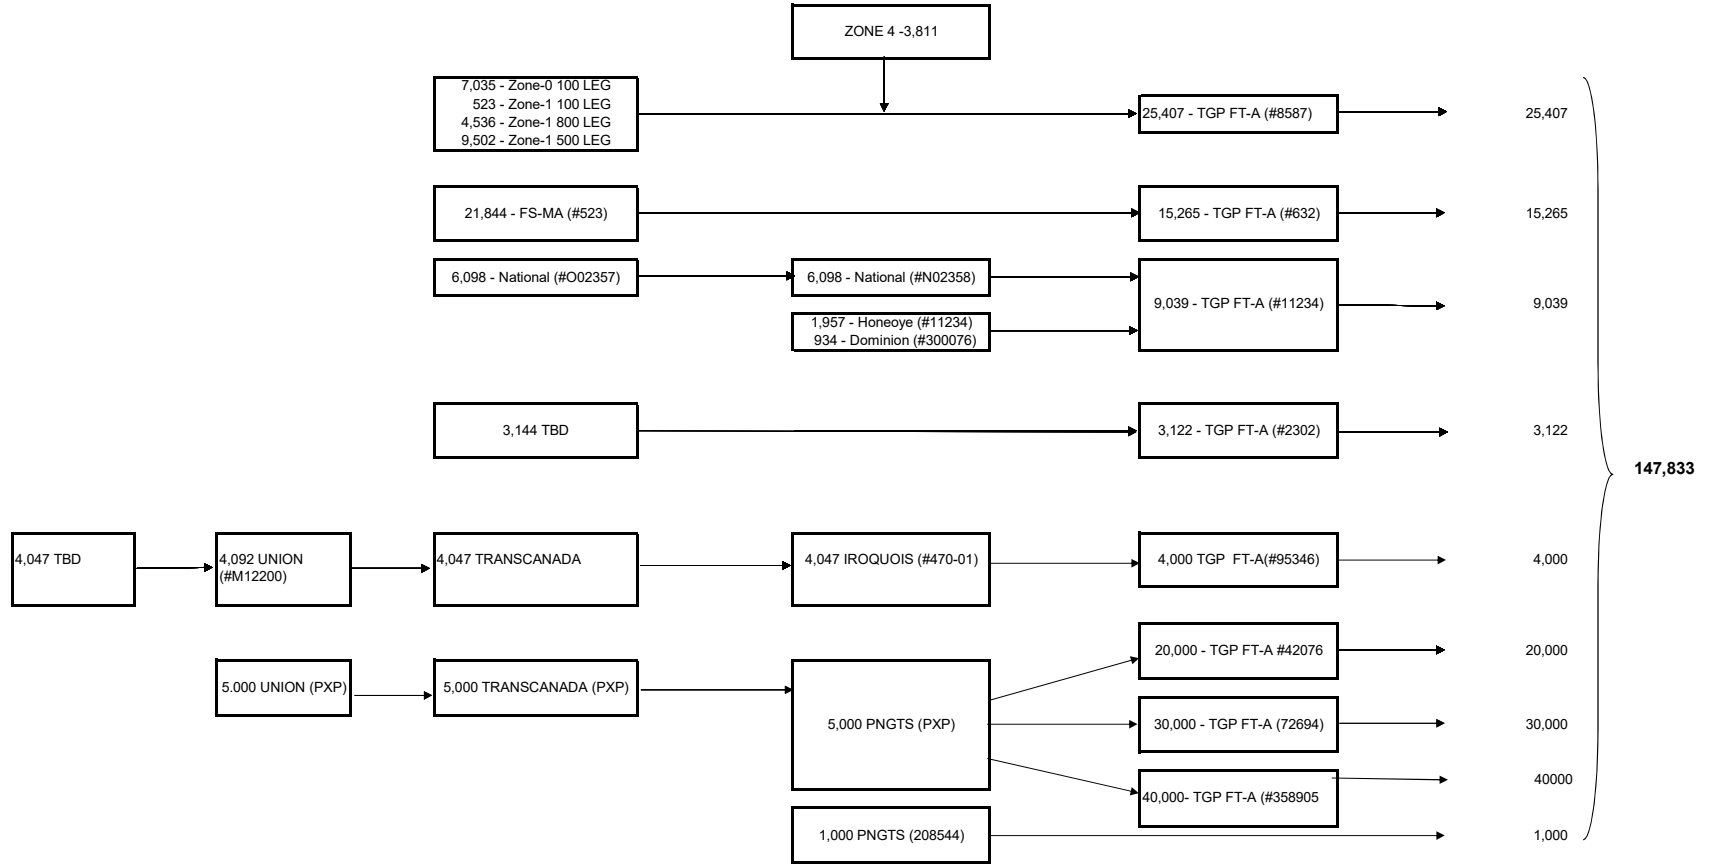 ZONE 4 -3,811
7,035 - Zone-0 100 LEG
523 - Zone-1 100 LEG
4,536 - Zone-1 800 LEG
9,502 - Zone-1 500 LEG
25,407 - TGP FT-A (#8587)
25,407
21,844 - FS-MA (#523)
15,265 - TGP FT-A (#632)
15,265
6,098 - National (#O02357)
6,098 - National (#N02358)
1,957 - Honeoye (#11234)
934 - Dominion (#300076)
9,039 - TGP FT-A (#11234)
9,039
3,144 TBD
3,122 - TGP FT-A (#2302)
3,122
147,833
4,047 TBD
4,092 UNION
(#M12200)
4,047 TRANSCANADA
4,047 IROQUOIS (#470-01)
4,000 TGP  FT-A(#95346)
4,000
20,000 - TGP FT-A #42076
20,000
5.000 UNION (PXP)
5,000 TRANSCANADA (PXP)
5,000 PNGTS (PXP)
30,000 - TGP FT-A (72694)
30,000
40,000- TGP FT-A (#358905
40000
1,000 PNGTS (208544)
1,000